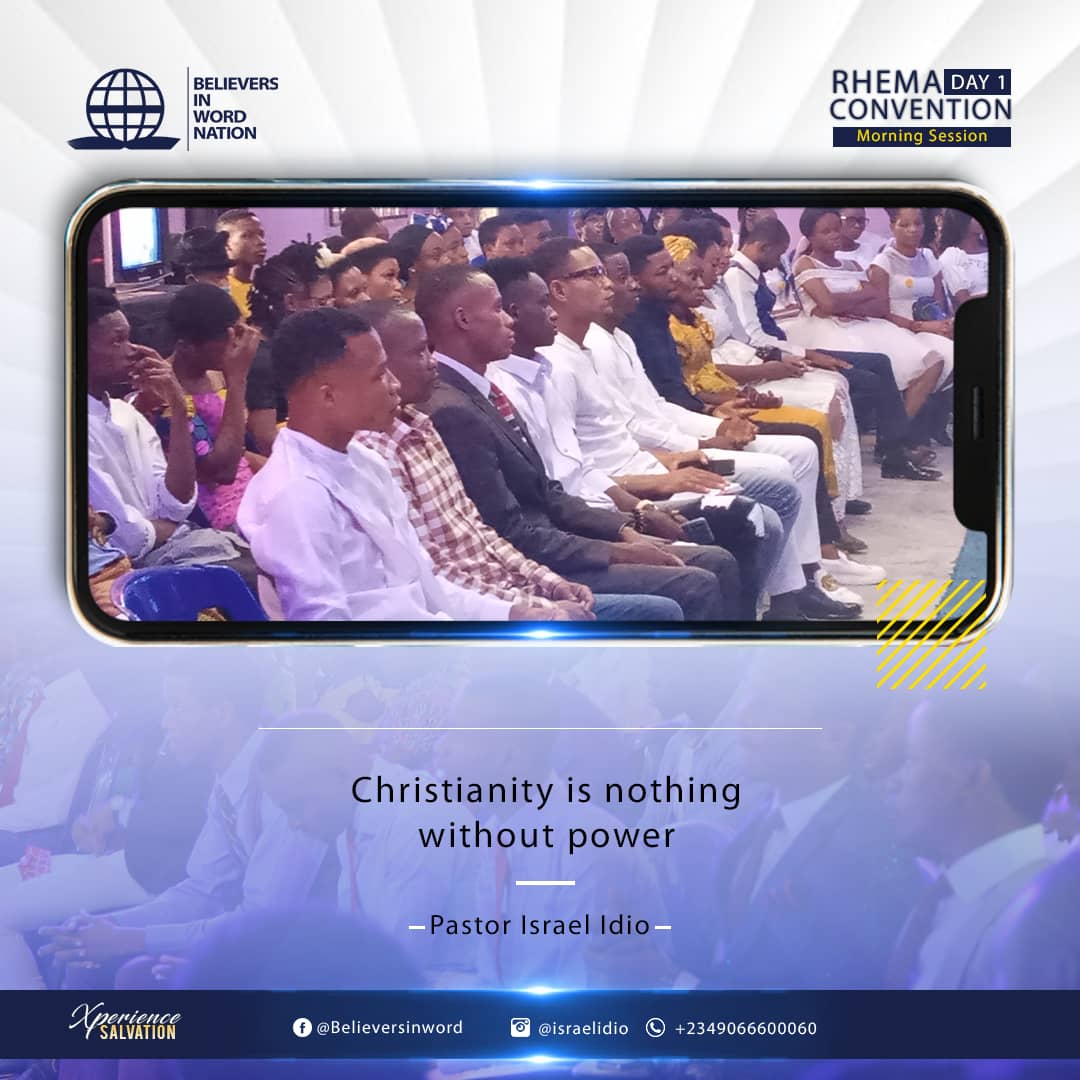 BELIEVERS
IN
WORD
NATION
RHEMA DAY 1
CONVENTION
Morning Session
Christianity is nothing
without power
Pastor Israel Idio
Xperience
SALVATION
@Believersinword
@israelidio
+2349066600060